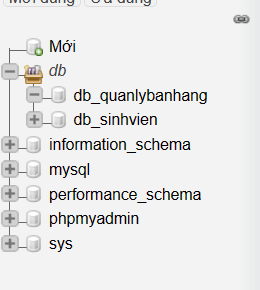 Mới
db
db_quanlybanhang
db_sinhvien
information_schema
mysql
performance_schema
phpmyadmin
sys